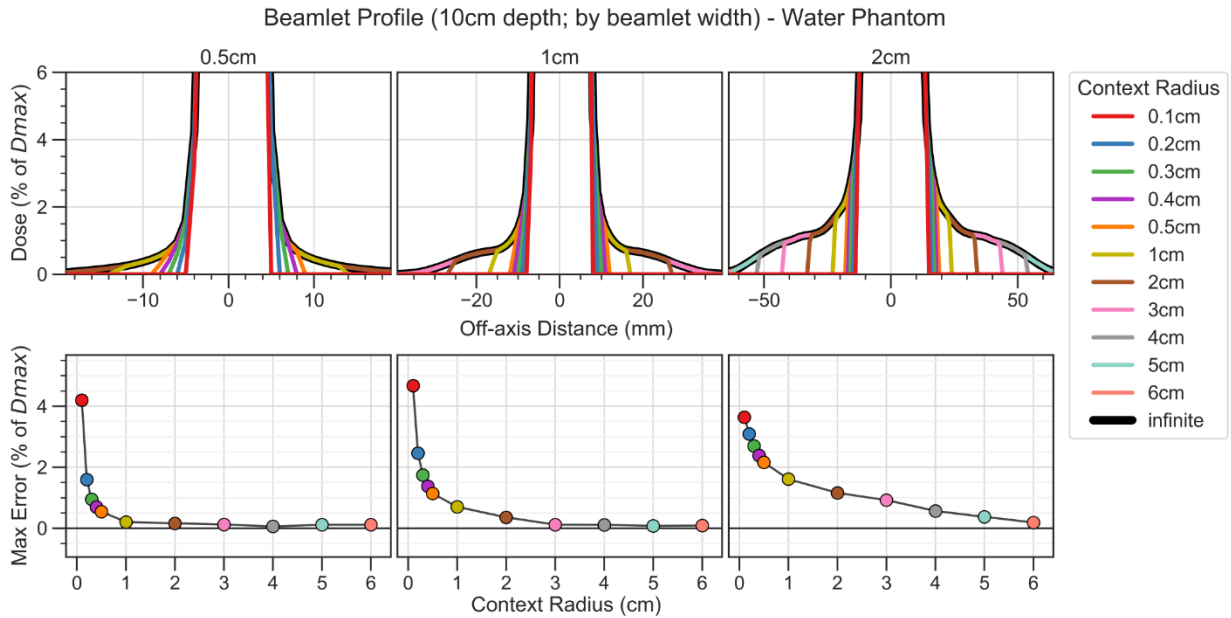 Beamlet Profile (10cm depth; by beamlet width) - Water Phantom
0.5cm
1cm
2cm
Dose (% of Dmax)
6
4
2
0
−10 0 10
−20 0 20
−50 0 50
Off-axis Distance (mm)
Max Error (% of Dmax)
4
2
0
0 1 2 3 4 5 6
0 1 2 3 4 5 6
0 1 2 3 4 5 6
Context Radius (cm)
Context Radius
0.1cm
0.2cm
0.3cm
0.4cm
0.5cm
1cm
2cm
3cm
4cm
5cm
6cm
infinite